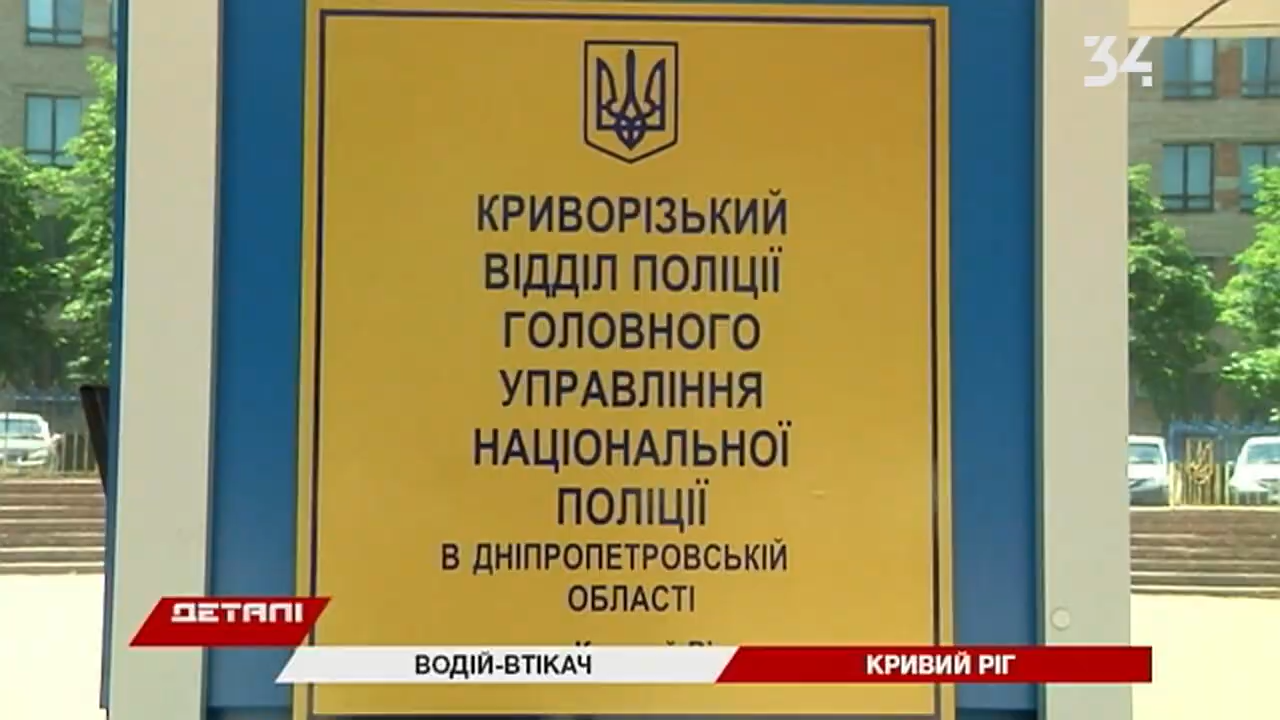 34
КРИВОРІЗЬКИЙ
ВІДДІЛ ПОЛІЦІЇ
ГОЛОВНОГО
УПРАВЛІННЯ
НАЦІОНАЛЬНОЇ
ПОЛІЦІЇ
В ДНІПРОПЕТРОВСЬКІЙ
ОБЛАСТІ
ДЕТАЛІ
ВОДІЙ-ВТІКАЧ
КРИВИЙ РІГ